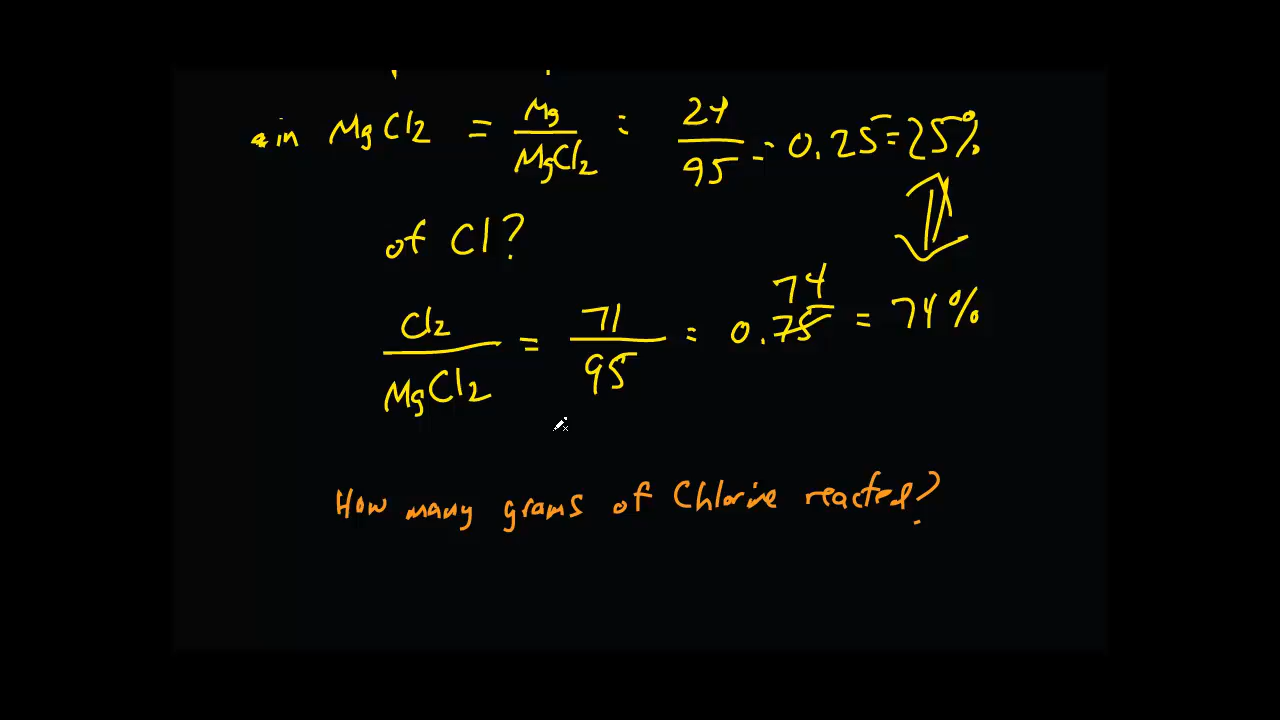 in MgCl2 = Mg/MgCl2 = 24/95 = 0.25 = 25%
of Cl?
Cl2/MgCl2 = 71/95 = 0.75 74 = 74%
How many grams of Chlorine reacted?